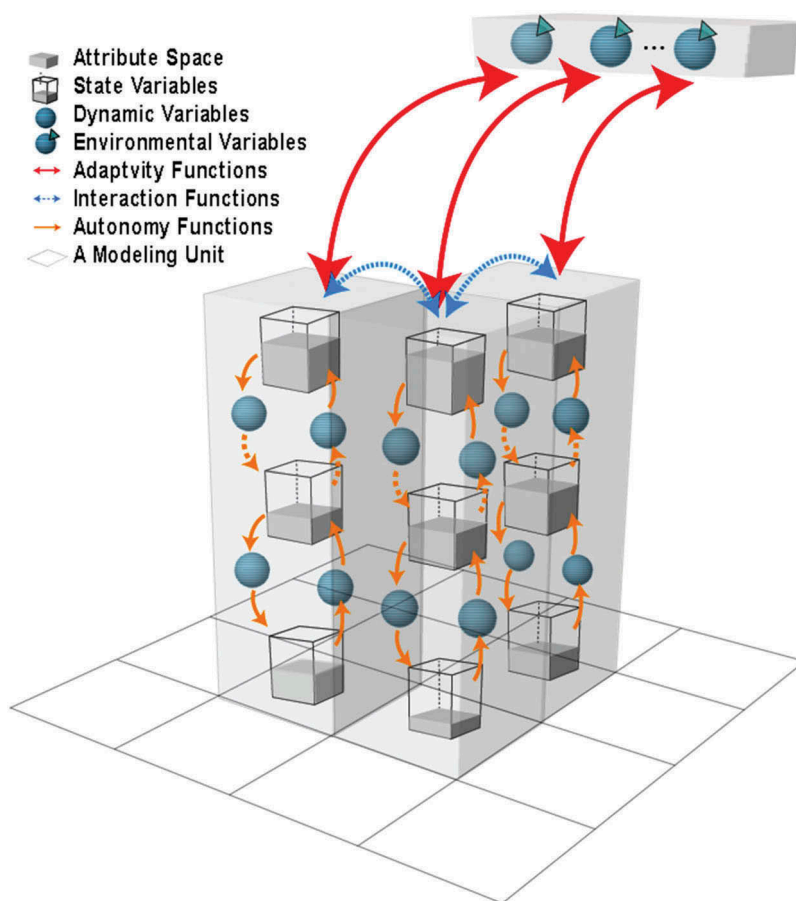 Attribute Space
State Variables
Dynamic Variables
Environmental Variables
Adaptvity Functions
Interaction Functions
Autonomy Functions
A Modeling Unit
...